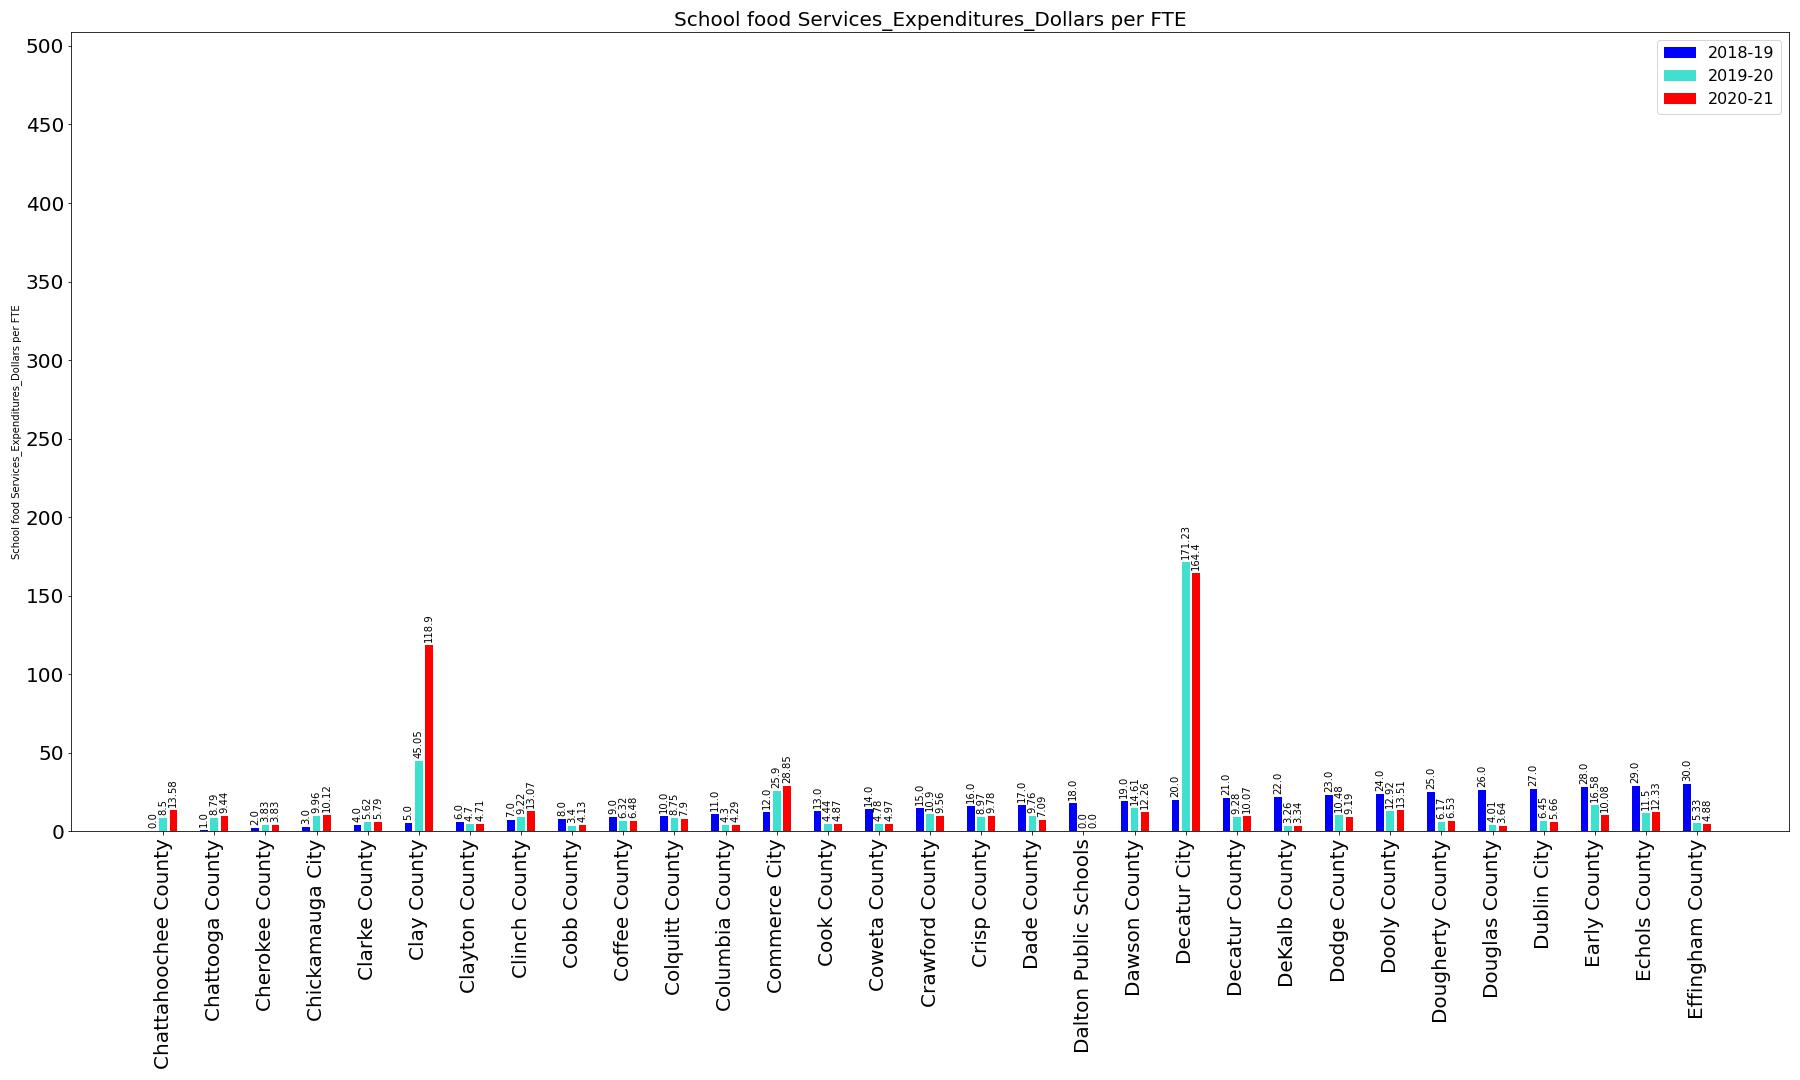 School food Services_Expenditures_Dollars per FTE
2018-19
2019-20
2020-21
School food Services_Expenditures_Dollars per FTE
500
450
400
350
300
250
200
150
100
50
0
0.0 8.5 13.58
1.0 8.79 9.44
2.0 3.83 3.83
3.0 9.96 10.12
4.0 5.62 5.79
5.0 45.05 118.9
6.0 4.7 4.71
7.0 9.22 13.07
8.0 3.4 4.13
9.0 6.32 6.48
10.0 8.75 7.9
11.0 4.3 4.29
12.0 25.9 28.85
13.0 4.44 4.87
14.0 4.78 4.97
15.0 10.9 9.56
16.0 8.97 9.78
17.0 9.76 7.09
18.0 0.0 0.0
19.0 14.61 12.26
20.0 171.23 164.4
21.0 9.28 10.07
22.0 3.26 3.34
23.0 10.48 9.19
24.0 12.92 13.51
25.0 6.17 6.53
26.0 4.01 3.64
27.0 6.45 5.66
28.0 16.58 10.08
29.0 11.5 12.33
30.0 5.33 4.88
Chattahoochee County
Chattooga County
Cherokee County
Chickamauga City
Clarke County
Clay County
Clayton County
Clinch County
Cobb County
Coffee County
Colquitt County
Columbia County
Commerce City
Cook County
Coweta County
Crawford County
Crisp County
Dade County
Dalton Public Schools
Dawson County
Decatur City
Decatur County
DeKalb County
Dodge County
Dooly County
Dougherty County
Douglas County
Dublin City
Early County
Echols County
Effingham County